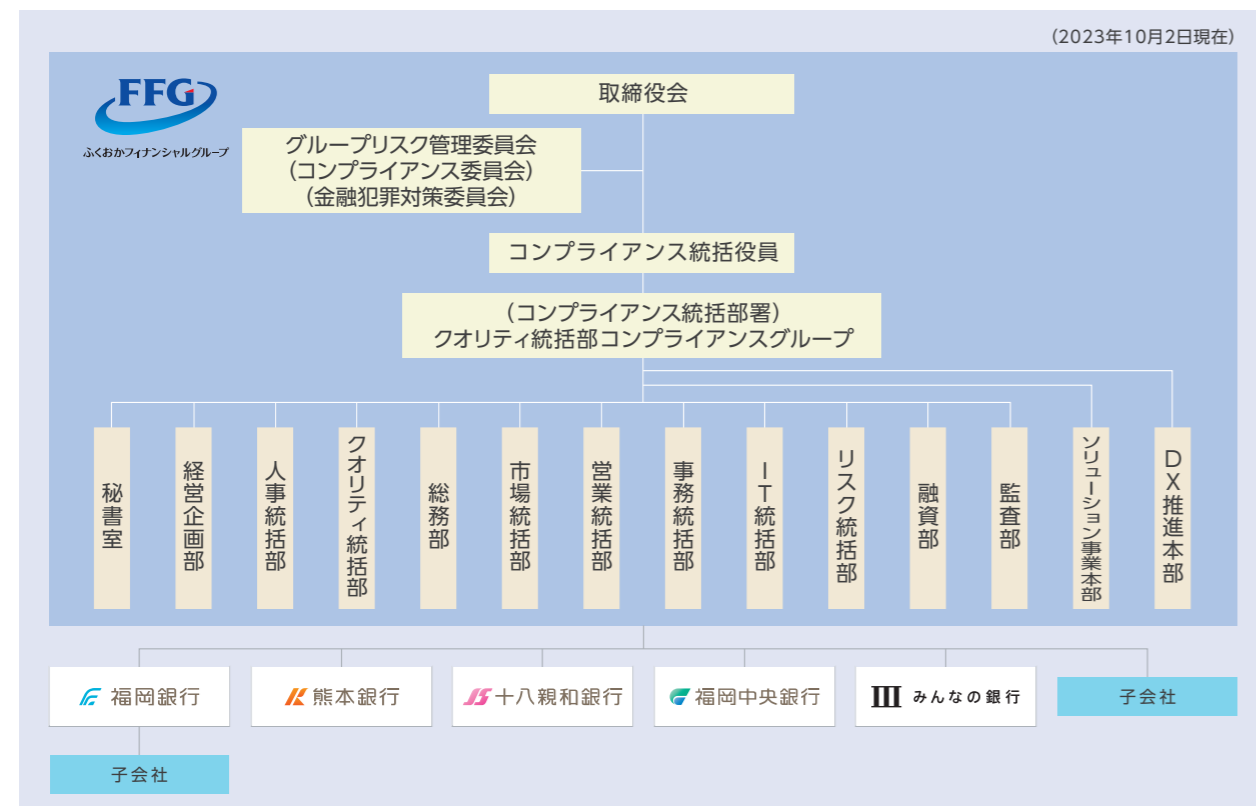 (2023年10月2日現在)
FFG
ふくおかフィナンシャルグループ
取締役会
グループリスク管理委員会
(コンプライアンス委員会)
(金融犯罪対策委員会)
コンプライアンス統括役員
(コンプライアンス統括部署)
クオリティ統括部コンプライアンスグループ
秘書室
経営企画部
人事統括部
クオリティ統括部
総務部
市場統括部
営業統括部
事務統括部
IT統括部
リスク統括部
融資部
監査部
ソリューション事業本部
DX推進本部
福岡銀行
熊本銀行
十八親和銀行
福岡中央銀行
みんなの銀行
子会社
子会社